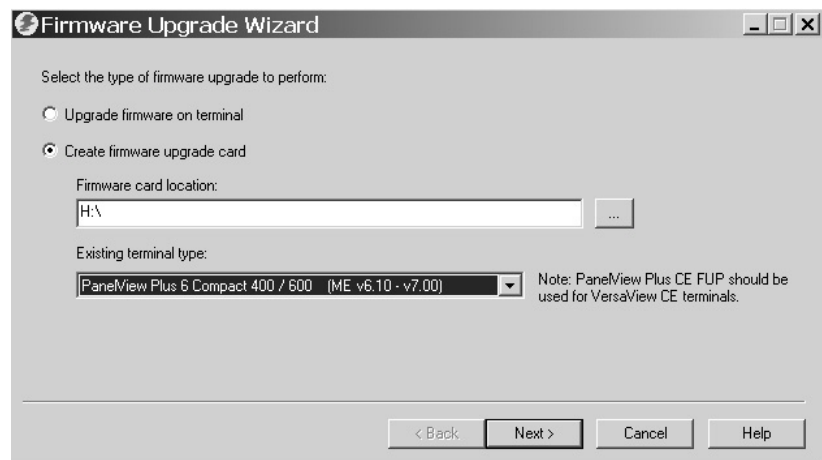 Firmware Upgrade Wizard
Select the type of firmware upgrade to perform:
Upgrade firmware on terminal
Create firmware upgrade card
Firmware card location:
H:\
...
Existing terminal type:
PanelView Plus 6 Compact 400 / 600 (ME v6.10 - v7.00)
Note: PanelView Plus CE FUP should be
used for VersaView CE terminals.
< Back
Next >
Cancel
Help